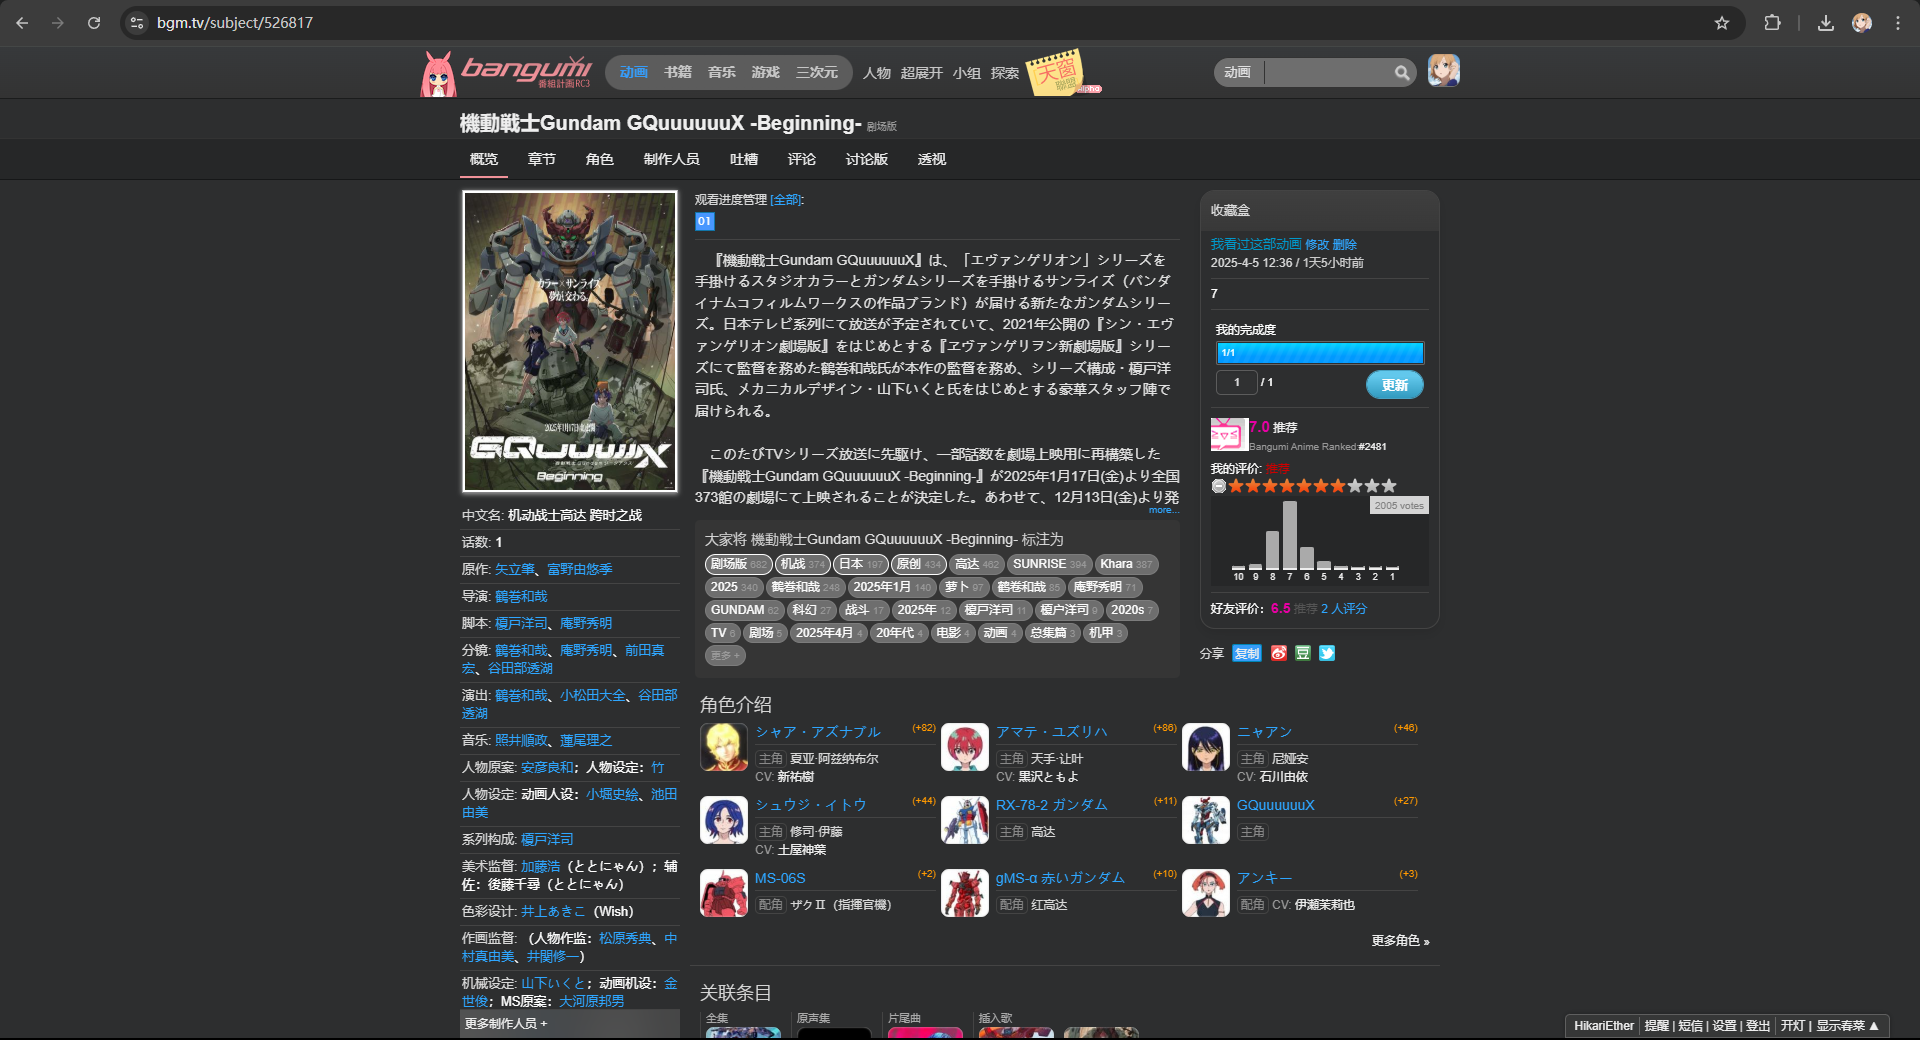 bgm.tv/subject/526817
bangumi
番組計画RC3
动画 书籍 音乐 游戏 三次元
人物 超展开 小组 探索
天窗
聯盟
alpha
动画
機動戦士Gundam GQuuuuuuX -Beginning- 剧场版
概览 章节 角色 制作人员 吐槽 评论 讨论版 透视
カラー×サンライズ
夢が、交わる。
GQuuuuuuX
Beginning
中文名: 机动战士高达 跨时之战
话数: 1
原作: 矢立肇、富野由悠季
导演: 鶴巻和哉
脚本: 榎戸洋司、庵野秀明
分镜: 鶴巻和哉、庵野秀明、前田真
宏、谷田部透湖
演出: 鶴巻和哉、小松田大全、谷田部
透湖
音乐: 照井順政、蓮尾理之
人物原案: 安彦良和；人物设定：竹
人物设定: 动画人设：小堀史絵、池田
由美
系列构成: 榎戸洋司
美术监督: 加藤浩（ととにゃん）；辅
佐：後藤千尋（ととにゃん）
色彩设计: 井上あきこ（Wish）
作画监督: （人物作监：松原秀典、中
村真由美、井関修一）
机械设定: 山下いくと；动画机设：金
世俊；MS原案：大河原邦男
更多制作人员 +
观看进度管理 [全部]:
01
『機動戦士Gundam GQuuuuuuX』は、「エヴァンゲリオン」シリーズを
手掛けるスタジオカラーとガンダムシリーズを手掛けるサンライズ（バンダ
イナムコフィルムワークスの作品ブランド）が届ける新たなガンダムシリー
ズ。日本テレビ系列にて放送が予定されていて、2021年公開の『シン・エヴ
ァンゲリオン劇場版』をはじめとする『ヱヴァンゲリヲン新劇場版』シリー
ズにて監督を務めた鶴巻和哉氏が本作の監督を務め、シリーズ構成・榎戸洋
司氏、メカニカルデザイン・山下いくと氏をはじめとする豪華スタッフ陣で
届けられる。
このたびTVシリーズ放送に先駆け、一部話数を劇場上映用に再構築した
『機動戦士Gundam GQuuuuuuX -Beginning-』が2025年1月17日(金)より全国
373館の劇場にて上映されることが決定した。あわせて、12月13日(金)より発
more...
大家将 機動戦士Gundam GQuuuuuuX -Beginning- 标注为
剧场版 682 机战 374 日本 197 原创 434 高达 462 SUNRISE 394 Khara 387
2025 340 鶴巻和哉 248 2025年1月 140 萝卜 97 鹤卷和哉 85 庵野秀明 71
GUNDAM 62 科幻 27 战斗 17 2025年 12 榎戸洋司 11 榎户洋司 9 2020s 7
TV 6 剧场 5 2025年4月 4 20年代 4 电影 4 动画 4 总集篇 3 机甲 3
更多 +
角色介绍
シャア・アズナブル (+82)
主角 夏亚·阿兹纳布尔
CV: 新祐樹
アマテ・ユズリハ (+86)
主角 天手·让叶
CV: 黒沢ともよ
ニャアン (+46)
主角 尼娅安
CV: 石川由依
シュウジ・イトウ (+44)
主角 修司·伊藤
CV: 土屋神葉
RX-78-2 ガンダム (+11)
主角 高达
GQuuuuuuX (+27)
主角
MS-06S (+2)
配角 ザクⅡ（指揮官機）
gMS-α 赤いガンダム (+10)
配角 红高达
アンキー (+3)
配角 CV: 伊瀬茉莉也
更多角色 »
关联条目
全集 原声集 片尾曲 插入歌
收藏盒
我看过这部动画 修改 删除
2025-4-5 12:36 / 1天5小时前
7
我的完成度
1/1
1 / 1
更新
7.0 推荐
Bangumi Anime Ranked:#2481
我的评价: 推荐
2005 votes
10 9 8 7 6 5 4 3 2 1
好友评价: 6.5 推荐 2 人评分
分享 复制 豆
HikariEther 提醒 | 短信 | 设置 | 登出 开灯 | 显示春菜 ▲